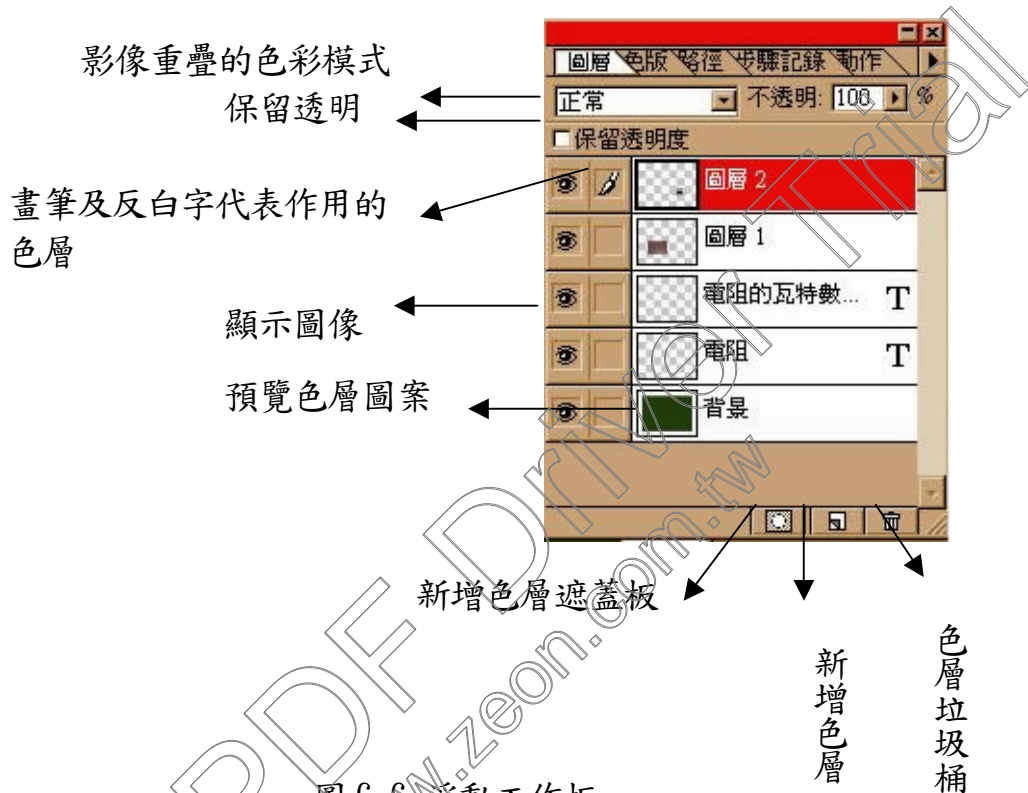 影像重疊的色彩模式
保留透明
畫筆及反白字代表作用的
色層
顯示圖像
預覽色層圖案
圖層 色版 路徑 步驟記錄 動作
正常 不透明: 100 %
保留透明度
圖層 2
圖層 1
電阻的瓦特數... T
電阻 T
背景
新增色層遮蓋板
新增色層
色層垃圾桶
PDF Driver Trial
www.zeon.com.tw